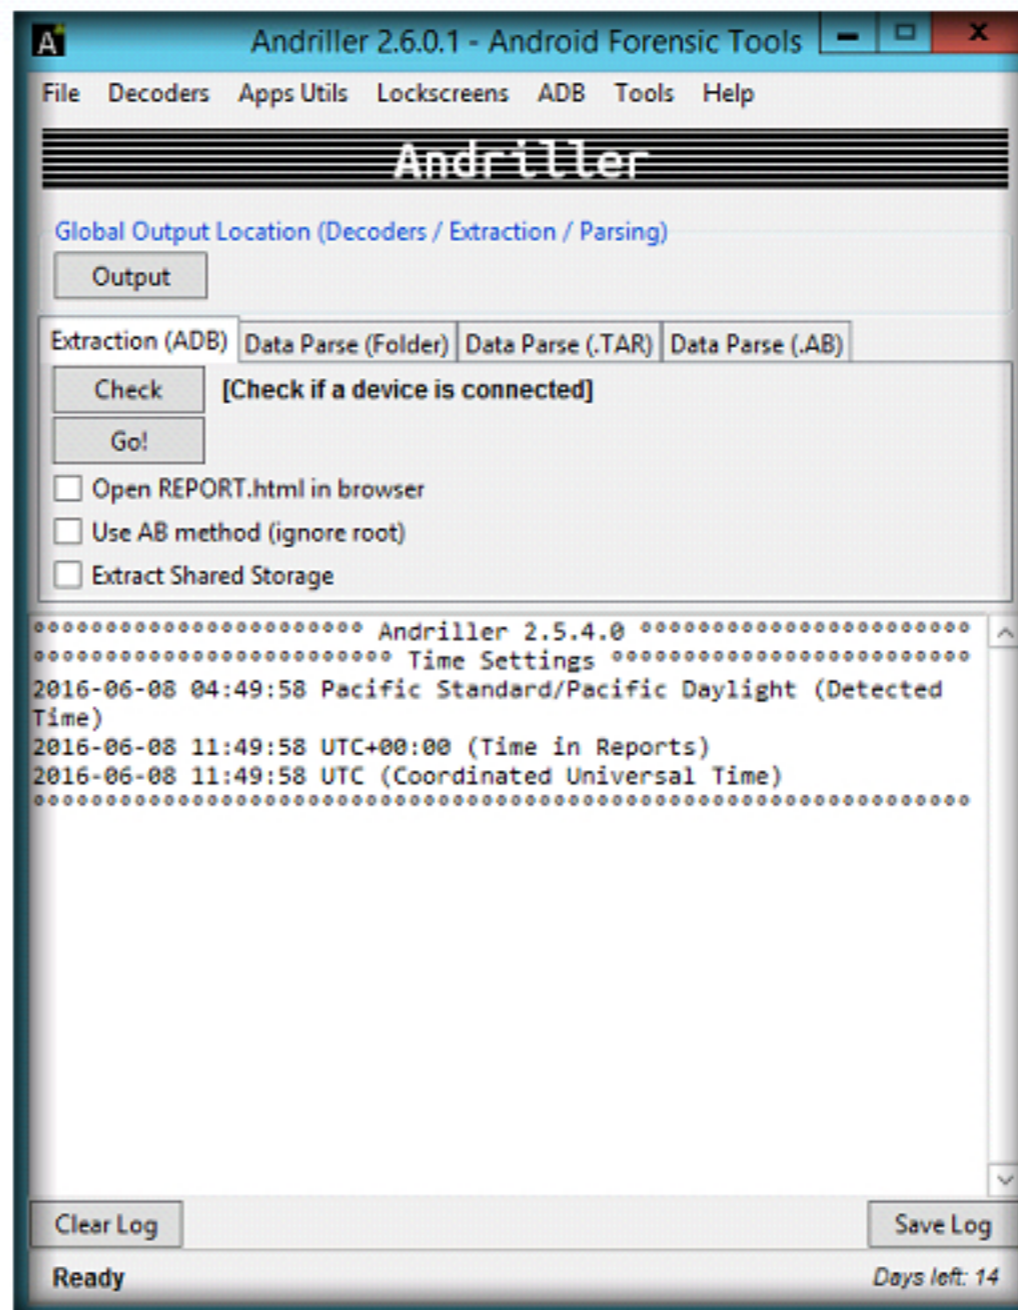 Andriller 2.6.0.1 - Android Forensic Tools
File Decoders Apps Utils Lockscreens ADB Tools Help
Andriller
Global Output Location (Decoders / Extraction / Parsing)
Output
Extraction (ADB) Data Parse (Folder) Data Parse (.TAR) Data Parse (.AB)
Check [Check if a device is connected]
Go!
Open REPORT.html in browser
Use AB method (ignore root)
Extract Shared Storage
°°°°°°°°°°°°°°°°°°°°°°° Andriller 2.5.4.0 °°°°°°°°°°°°°°°°°°°°°°°
°°°°°°°°°°°°°°°°°°°°°°°°° Time Settings °°°°°°°°°°°°°°°°°°°°°°°°°
2016-06-08 04:49:58 Pacific Standard/Pacific Daylight (Detected
Time)
2016-06-08 11:49:58 UTC+00:00 (Time in Reports)
2016-06-08 11:49:58 UTC (Coordinated Universal Time)
°°°°°°°°°°°°°°°°°°°°°°°°°°°°°°°°°°°°°°°°°°°°°°°°°°°°°°°°°°°°°°°°°
Clear Log Save Log
Ready Days left: 14